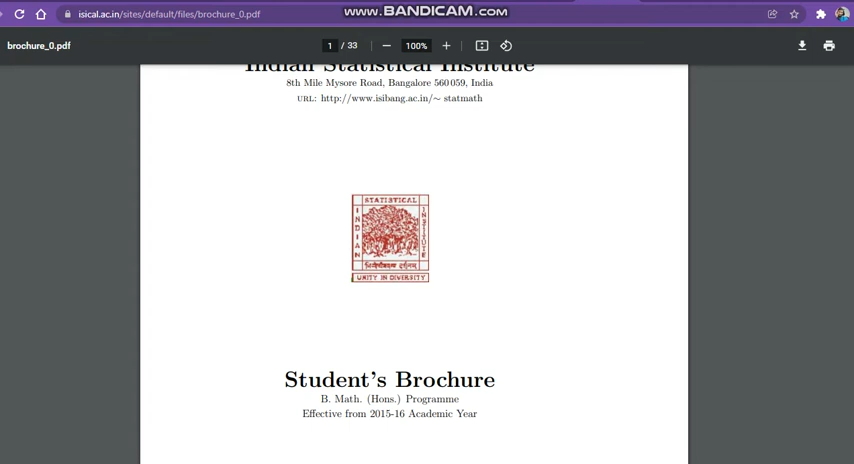 isical.ac.in/sites/default/files/brochure_0.pdf
www.BANDICAM.com
brochure_0.pdf
1 / 33
100%
Indian Statistical Institute
8th Mile Mysore Road, Bangalore 560 059, India
URL: http://www.isibang.ac.in/~ statmath
STATISTICAL
INDIAN
INSTITUTE
UNITY IN DIVERSITY
Student's Brochure
B. Math. (Hons.) Programme
Effective from 2015-16 Academic Year